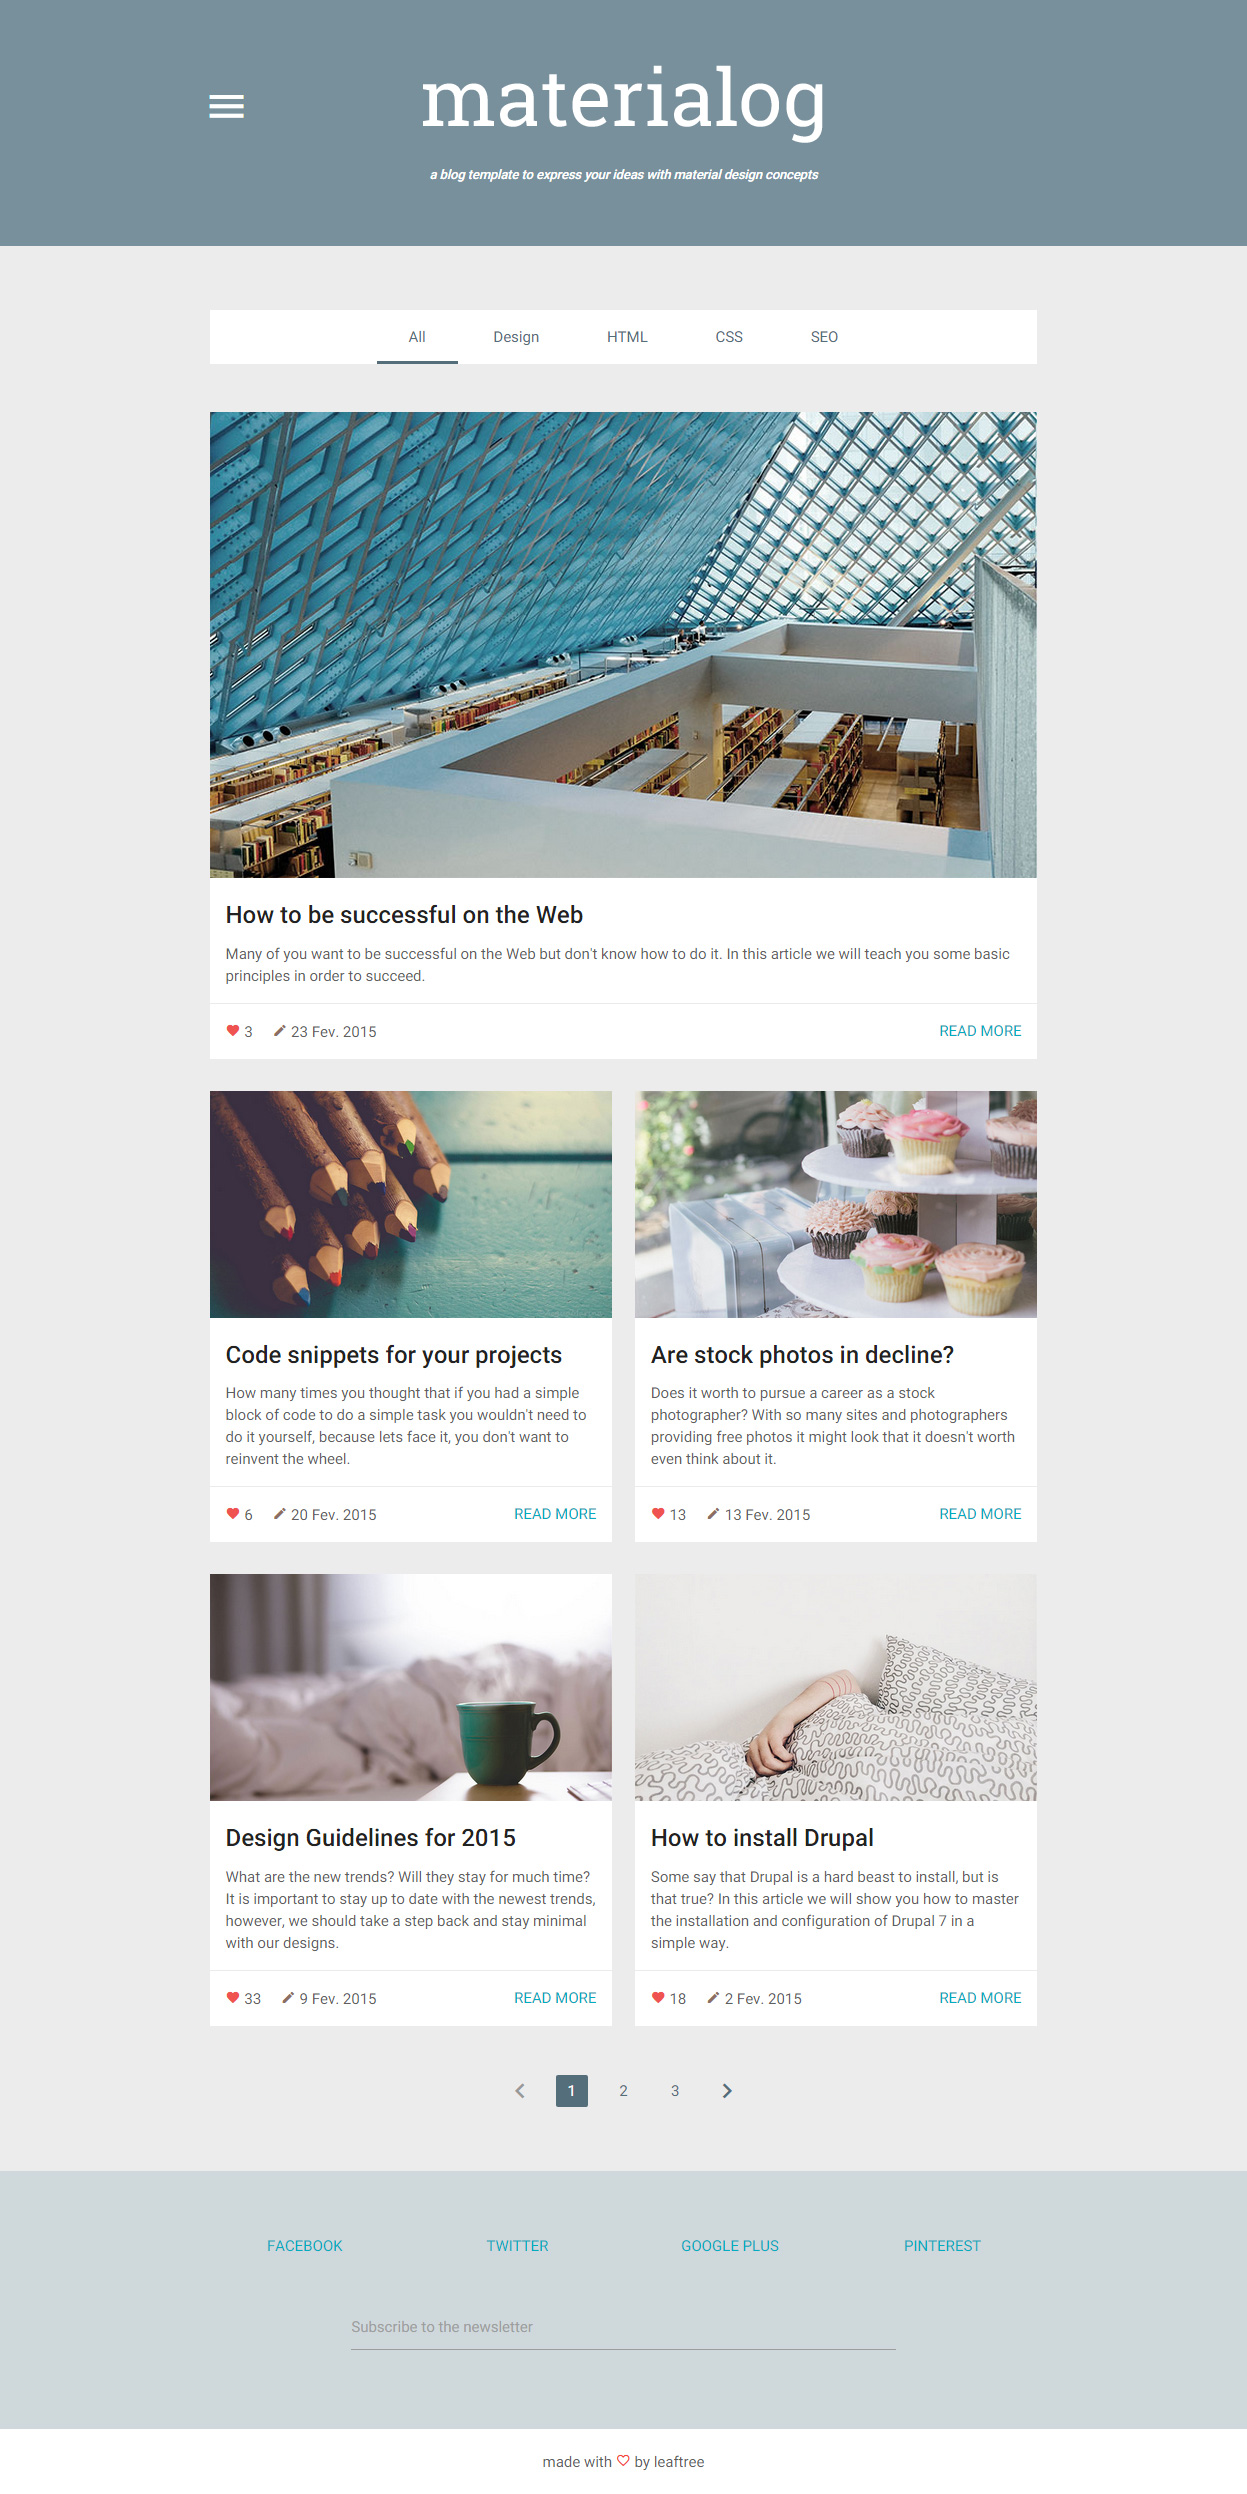 materialog
a blog template to express your ideas with material design concepts
All Design HTML CSS SEO
How to be successful on the Web
Many of you want to be successful on the Web but don't know how to do it. In this article we will teach you some basic
principles in order to succeed.
3 23 Fev. 2015 READ MORE
Code snippets for your projects
How many times you thought that if you had a simple
block of code to do a simple task you wouldn't need to
do it yourself, because lets face it, you don't want to
reinvent the wheel.
6 20 Fev. 2015 READ MORE
Are stock photos in decline?
Does it worth to pursue a career as a stock
photographer? With so many sites and photographers
providing free photos it might look that it doesn't worth
even think about it.
13 13 Fev. 2015 READ MORE
Design Guidelines for 2015
What are the new trends? Will they stay for much time?
It is important to stay up to date with the newest trends,
however, we should take a step back and stay minimal
with our designs.
33 9 Fev. 2015 READ MORE
How to install Drupal
Some say that Drupal is a hard beast to install, but is
that true? In this article we will show you how to master
the installation and configuration of Drupal 7 in a
simple way.
18 2 Fev. 2015 READ MORE
1 2 3
FACEBOOK TWITTER GOOGLE PLUS PINTEREST
Subscribe to the newsletter
made with ♡ by leaftree